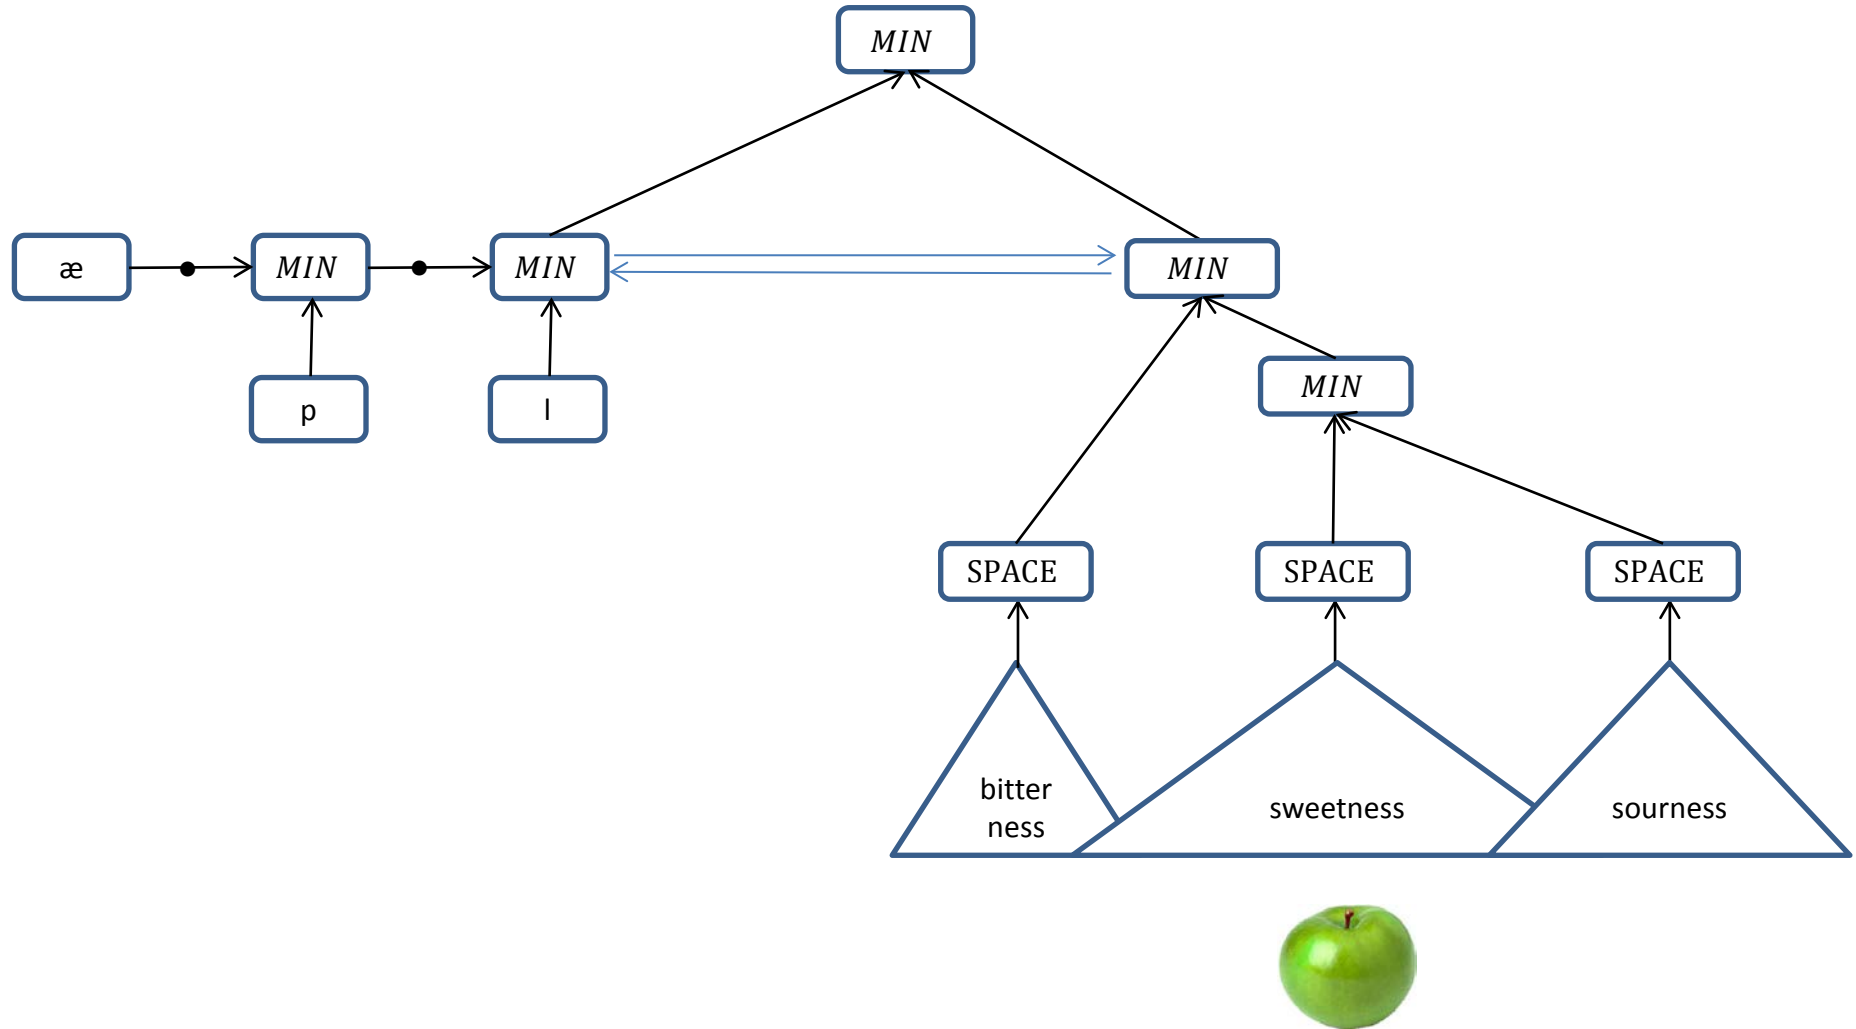 MIN
æ
MIN
MIN
MIN
p
l
MIN
SPACE
SPACE
SPACE
bitter
ness
sweetness
sourness